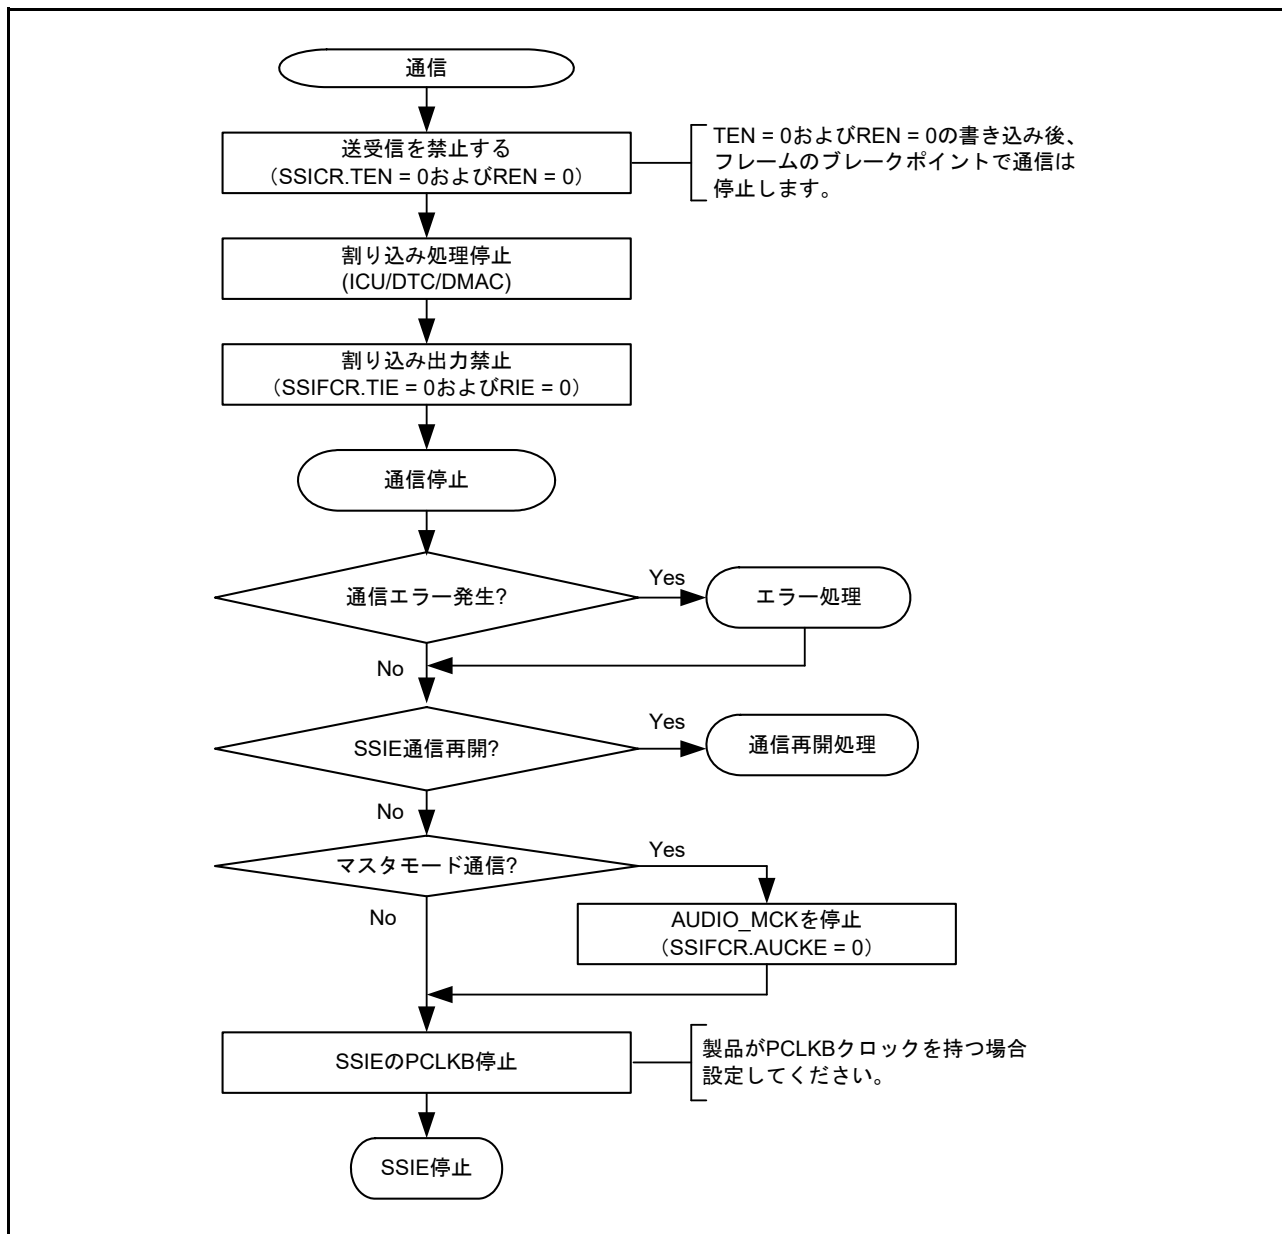 通信
送受信を禁止する
（SSICR.TEN = 0およびREN = 0）
TEN = 0およびREN = 0の書き込み後、
フレームのブレークポイントで通信は
停止します。
割り込み処理停止
(ICU/DTC/DMAC)
割り込み出力禁止
（SSIFCR.TIE = 0およびRIE = 0）
通信停止
通信エラー発生?
Yes
エラー処理
No
SSIE通信再開?
Yes
通信再開処理
No
マスタモード通信?
Yes
No
AUDIO_MCKを停止
（SSIFCR.AUCKE = 0）
SSIEのPCLKB停止
製品がPCLKBクロックを持つ場合
設定してください。
SSIE停止